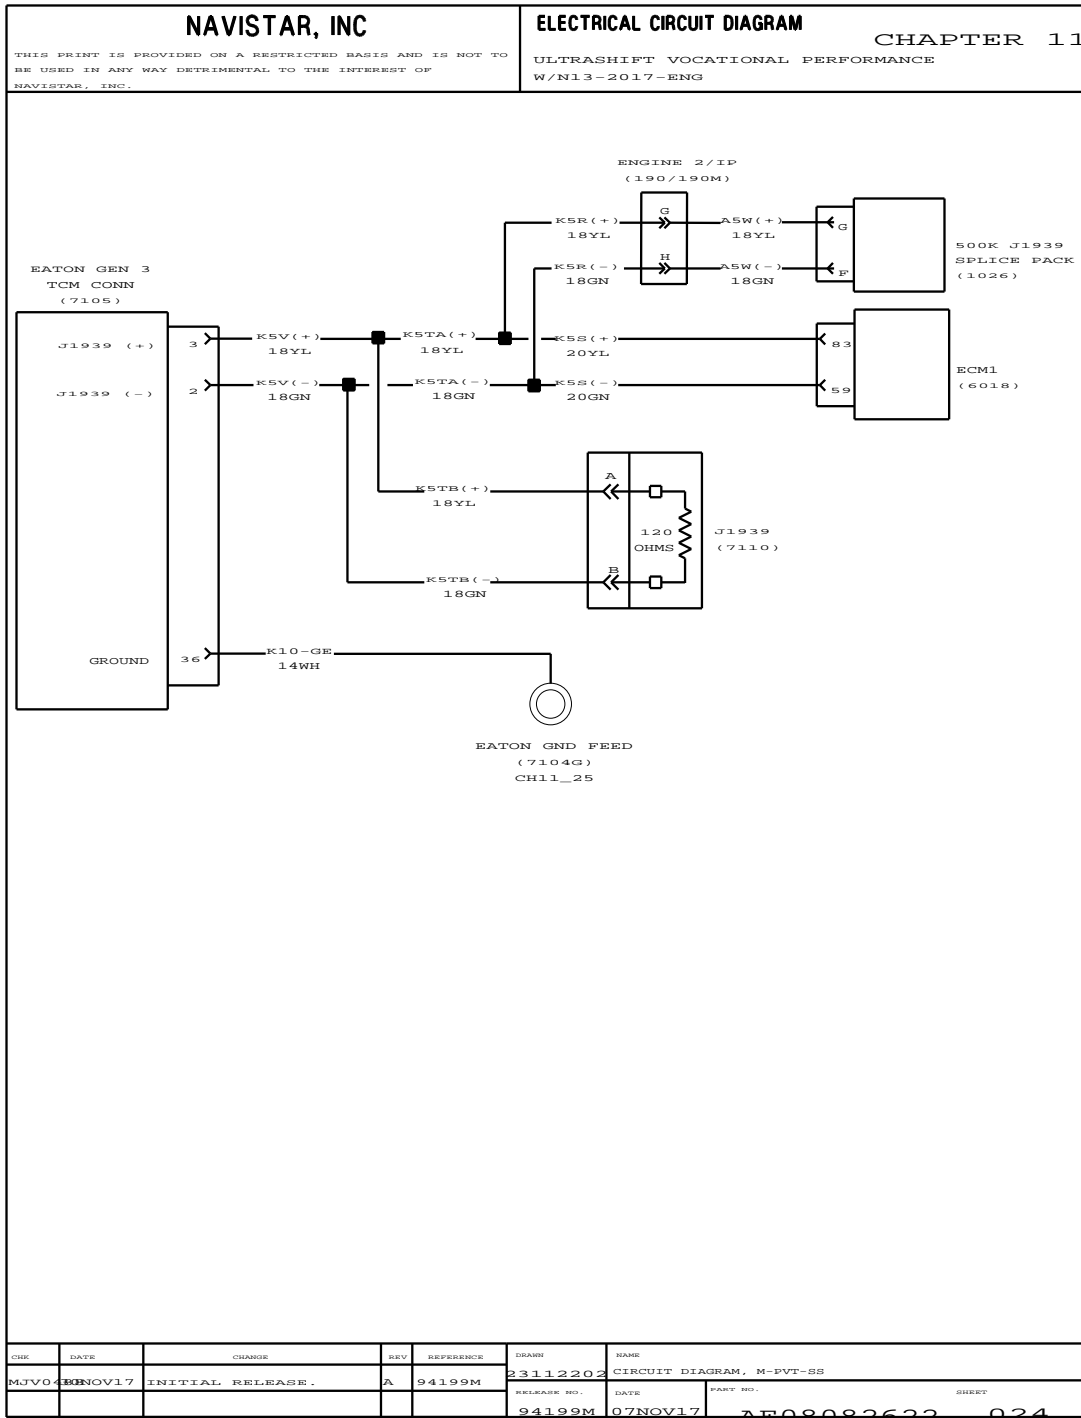 NAVISTAR, INC
THIS PRINT IS PROVIDED ON A RESTRICTED BASIS AND IS NOT TO
BE USED IN ANY WAY DETRIMENTAL TO THE INTEREST OF
NAVISTAR, INC.
ELECTRICAL CIRCUIT DIAGRAM
CHAPTER 11
ULTRASHIFT VOCATIONAL PERFORMANCE
W/N13-2017-ENG
ENGINE 2/IP
(190/190M)
K5R(+)
18YL
G
A5W(+)
18YL
G
K5R(-)
18GN
H
A5W(-)
18GN
F
500K J1939
SPLICE PACK
(1026)
EATON GEN 3
TCM CONN
(7105)
J1939 (+)
3
K5V(+)
18YL
K5TA(+)
18YL
K5S(+)
20YL
83
J1939 (-)
2
K5V(-)
18GN
K5TA(-)
18GN
K5S(-)
20GN
59
ECM1
(6018)
K5TB(+)
18YL
A
120
OHMS
J1939
(7110)
K5TB(-)
18GN
B
GROUND
36
K10-GE
14WH
EATON GND FEED
(7104G)
CH11_25
CHK
DATE
CHANGE
REV
REFERENCE
DRAWN
NAME
NOV17
INITIAL RELEASE.
A
94199M
23112202
CIRCUIT DIAGRAM, M-PVT-SS
RELEASE NO.
DATE
PART NO.
SHEET
94199M
07NOV17
024